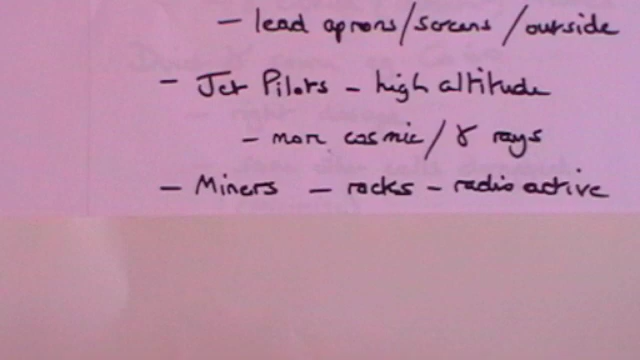 – lead aprons/screens/outside
– Jet Pilots – high altitude
– more cosmic/γ rays
– Miners – rocks – radioactive